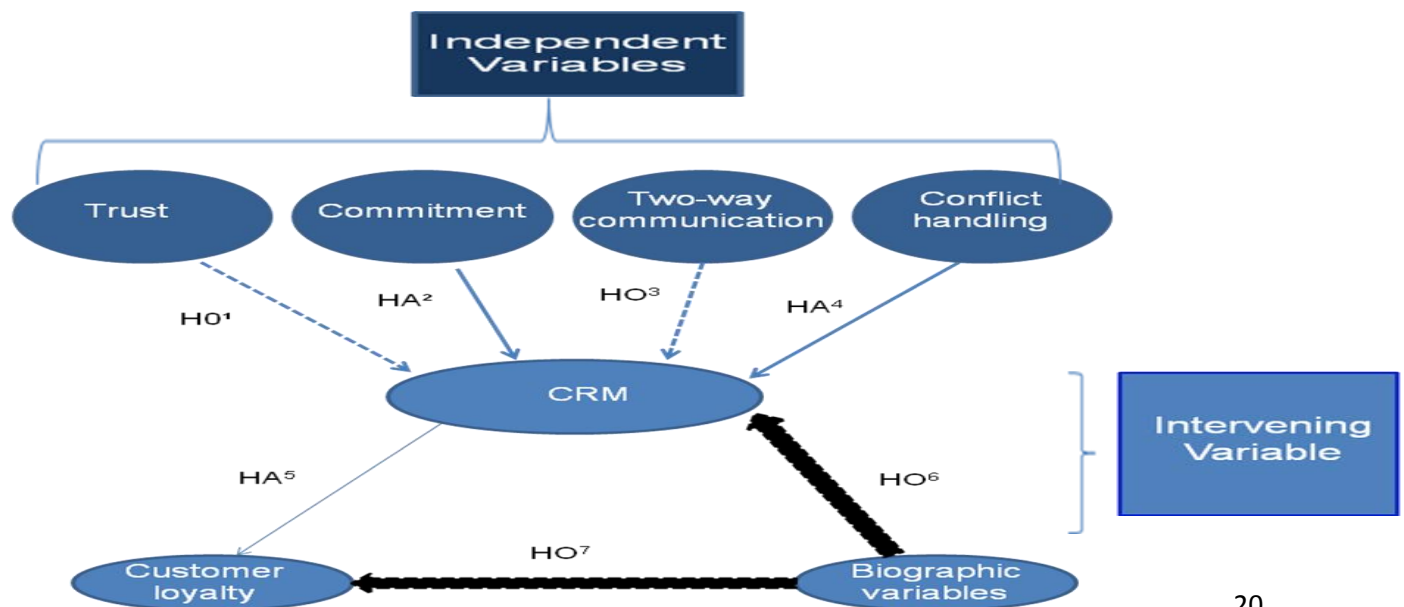 Independent
Variables
Trust
Commitment
Two-way
communication
Conflict
handling
H0¹
HA²
HO³
HA⁴
CRM
Intervening
Variable
HA⁵
HO⁶
HO⁷
Customer
loyalty
Biographic
variables
20